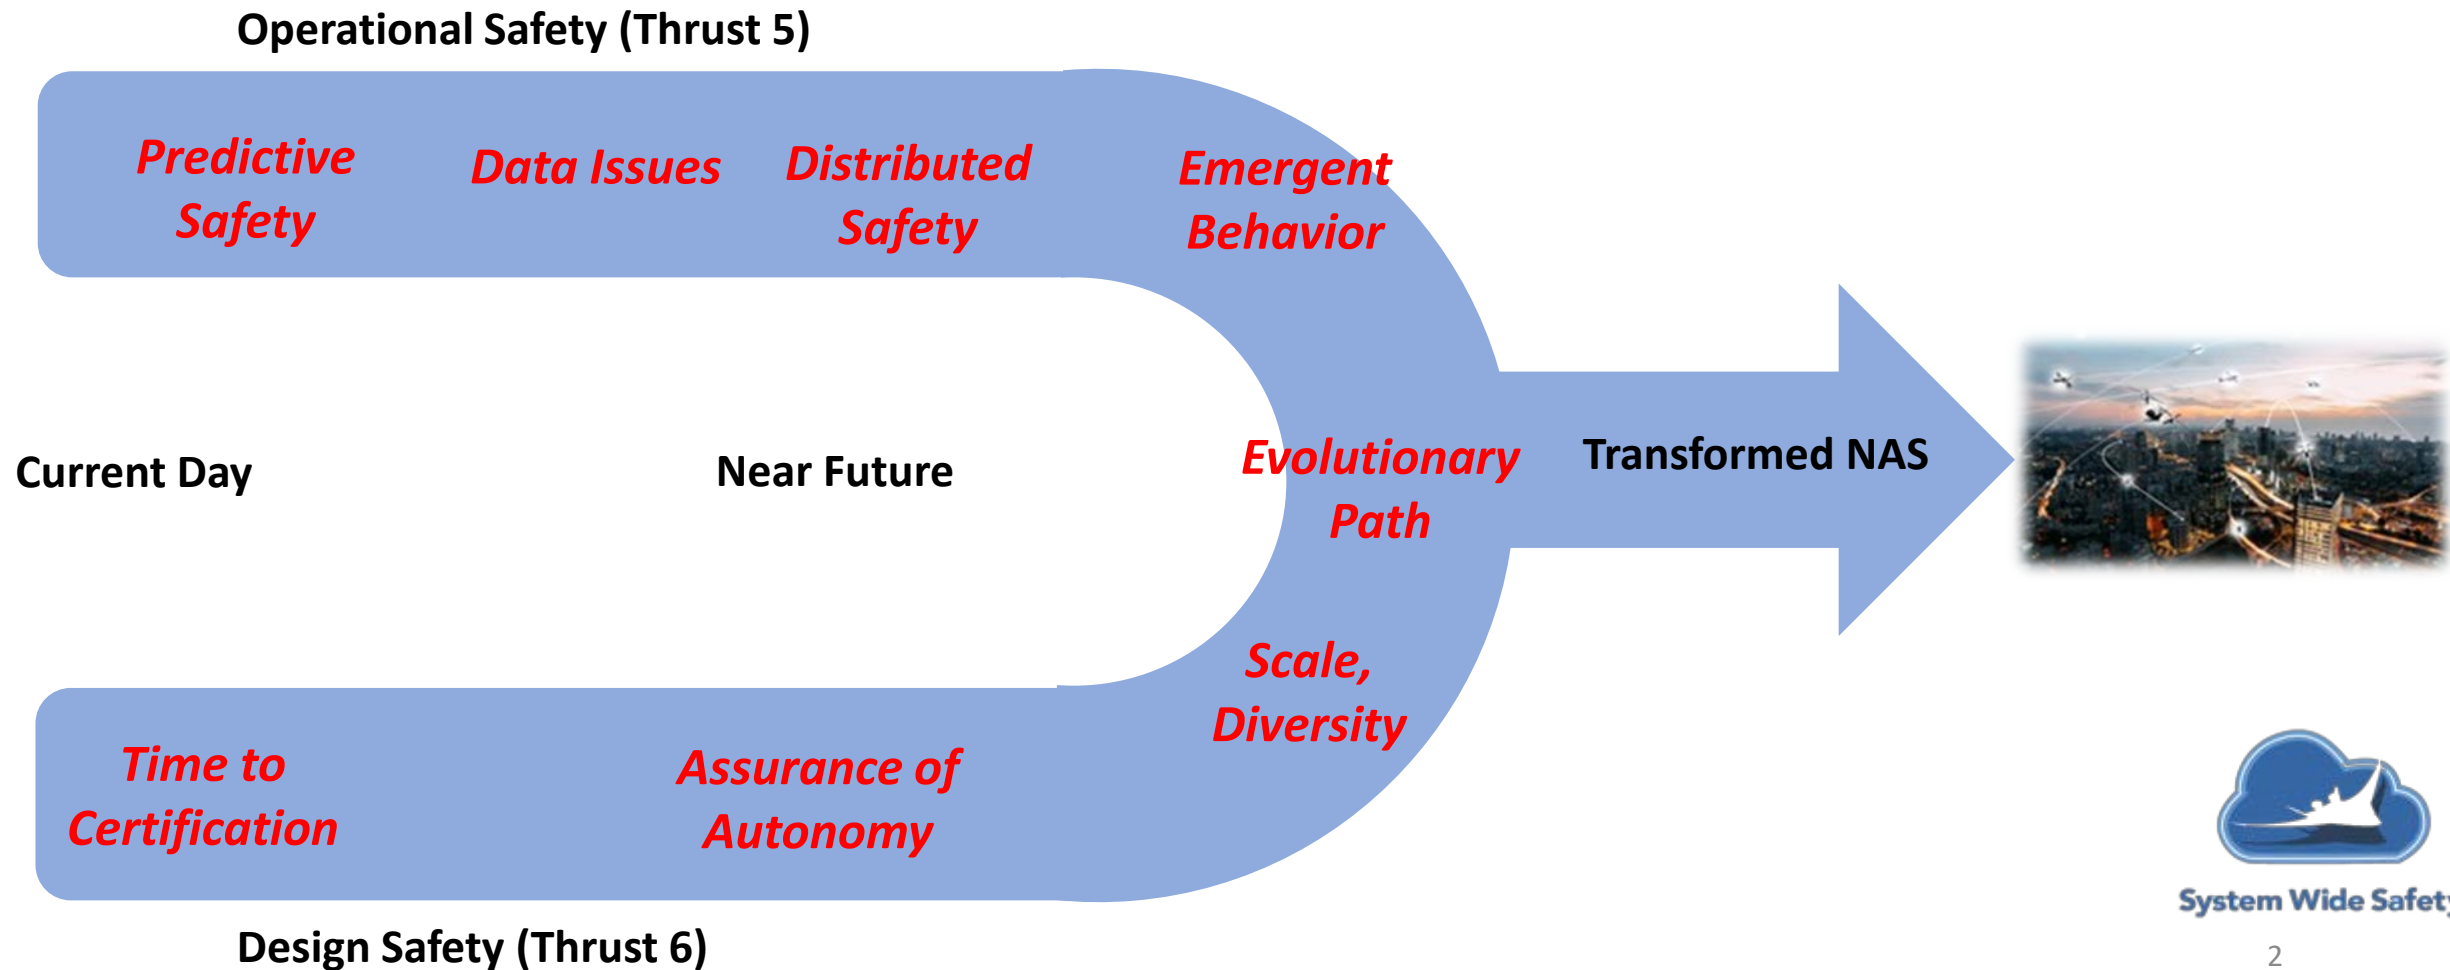 Operational Safety (Thrust 5)
Predictive
Safety
Data Issues
Distributed
Safety
Emergent
Behavior
Current Day
Near Future
Evolutionary
Path
Transformed NAS
Scale,
Diversity
Time to
Certification
Assurance of
Autonomy
Design Safety (Thrust 6)
System Wide Safety
2